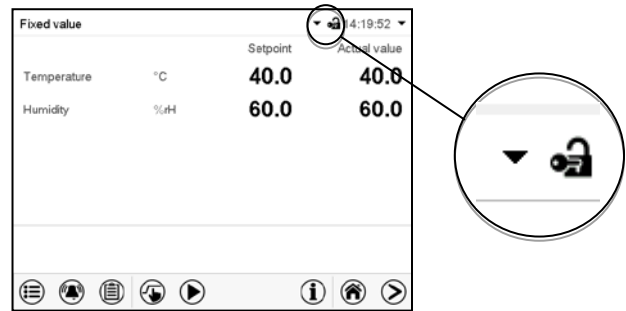 Fixed value 14:19:52
Setpoint Actual value
Temperature °C 40.0 40.0
Humidity %rH 60.0 60.0
i